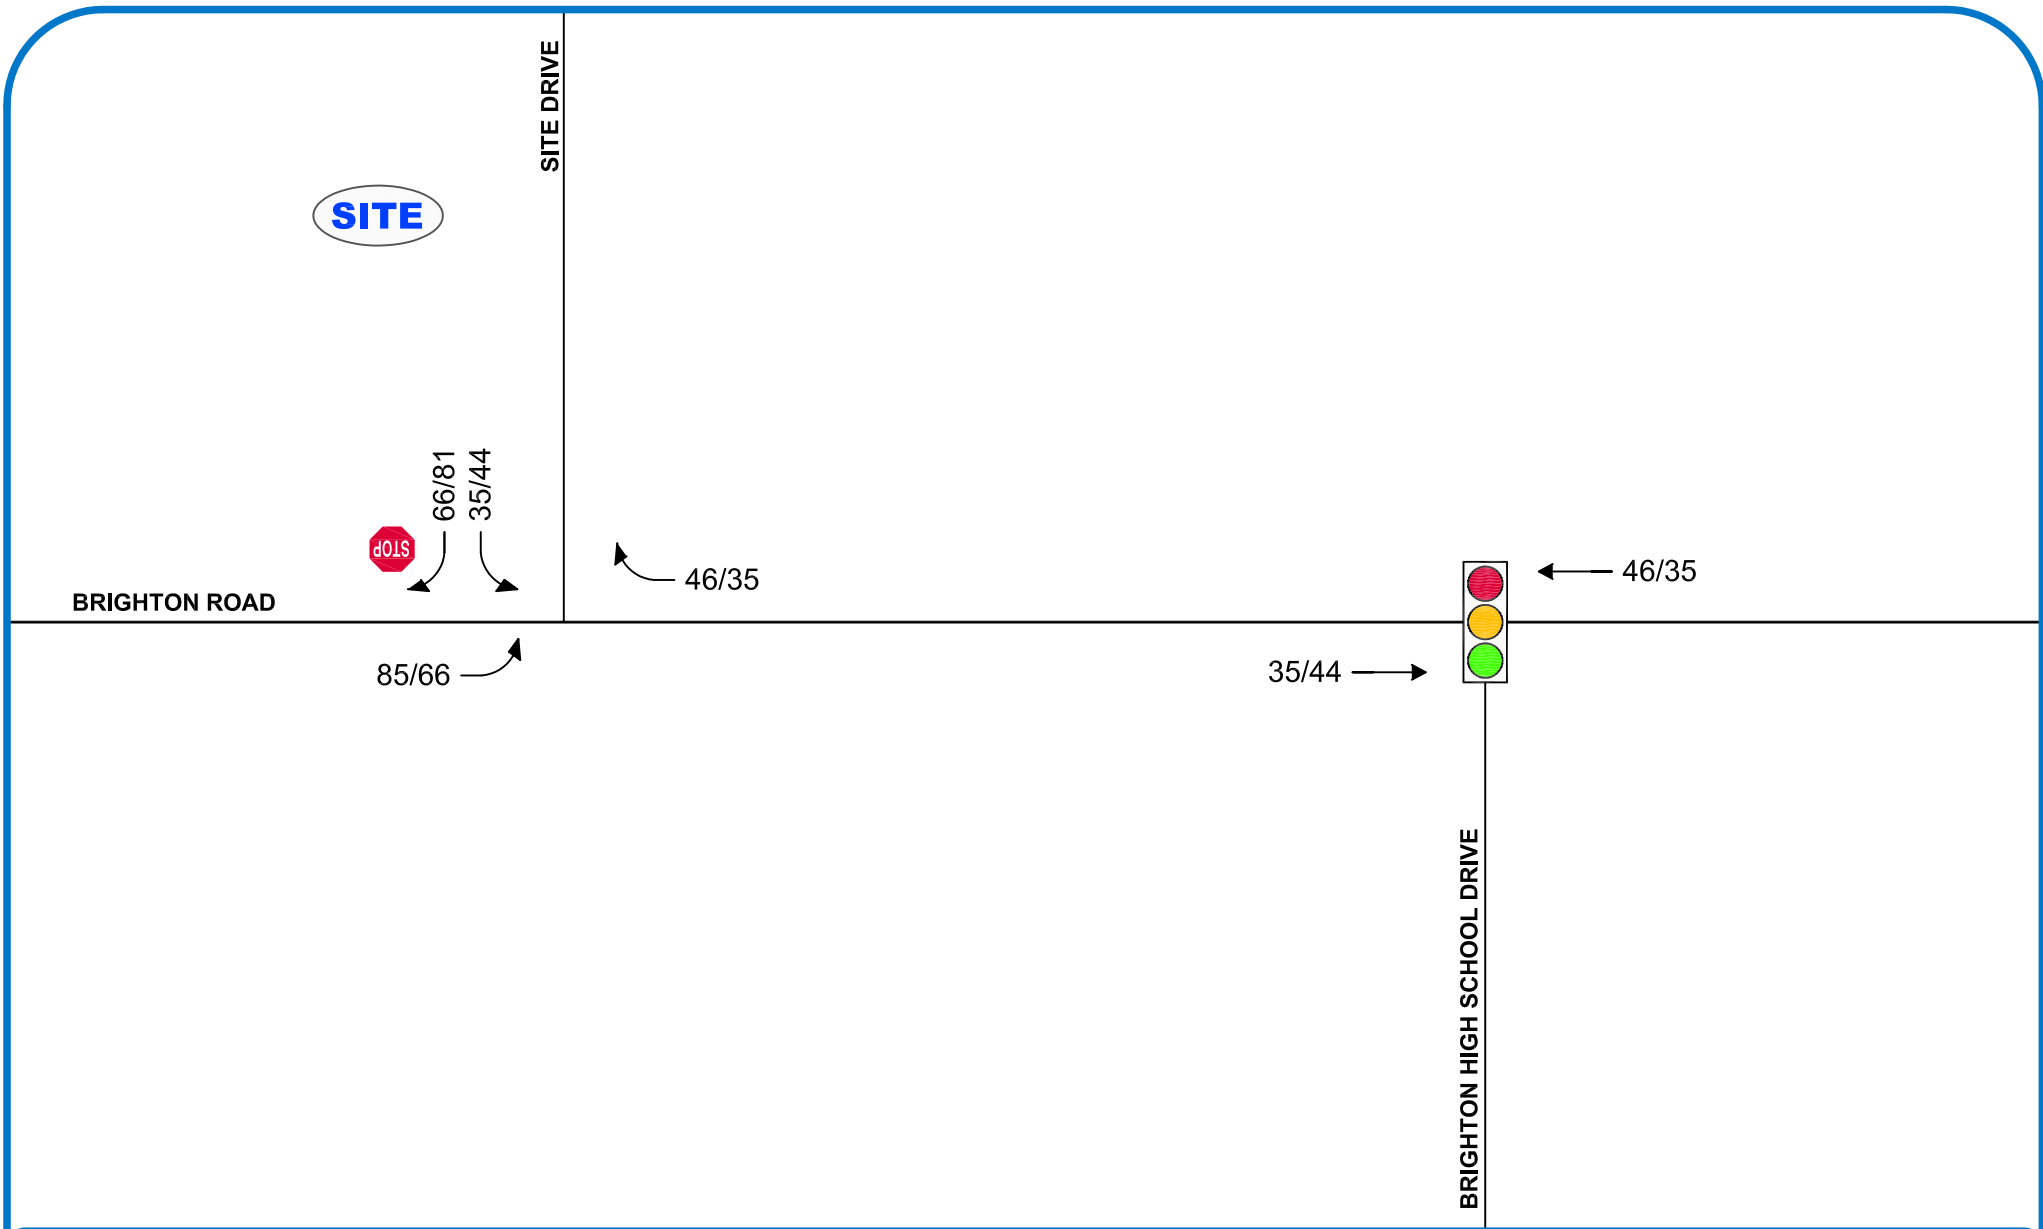 SITE DRIVE
SITE
66/81
35/44
STOP
BRIGHTON ROAD
46/35
85/66
46/35
35/44
BRIGHTON HIGH SCHOOL DRIVE